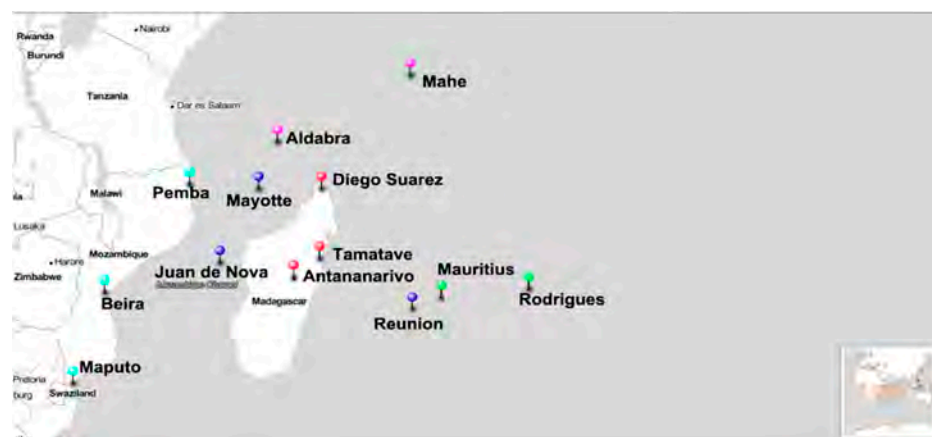 Nairobi
Rwanda
Burundi
Mahe
Tanzania
Dar es Salaam
Aldabra
Diego Suarez
Malawi
Pemba
Mayotte
Lusaka
Tamatave
Mozambique
Harare
Juan de Nova
Antananarivo
Mauritius
Zimbabwe
Beira
Madagascar
Rodrigues
Reunion
Maputo
Pretoria
burg
Swaziland